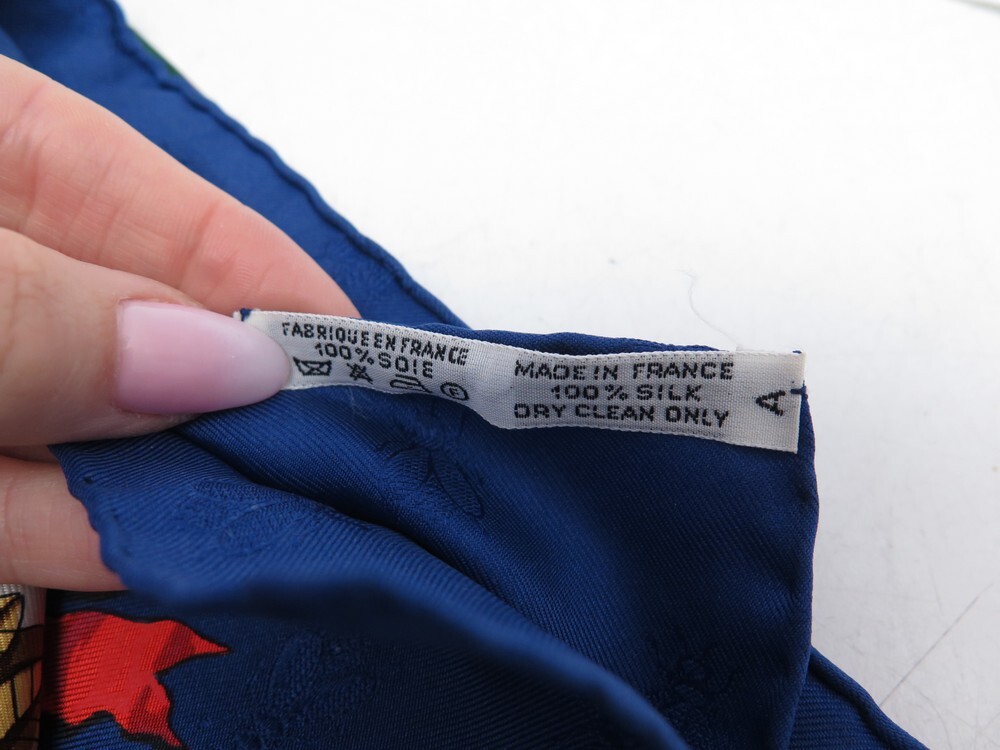 FABRIQUE EN FRANCE
100% SOIE
F
MADE IN FRANCE
100% SILK
DRY CLEAN ONLY
A